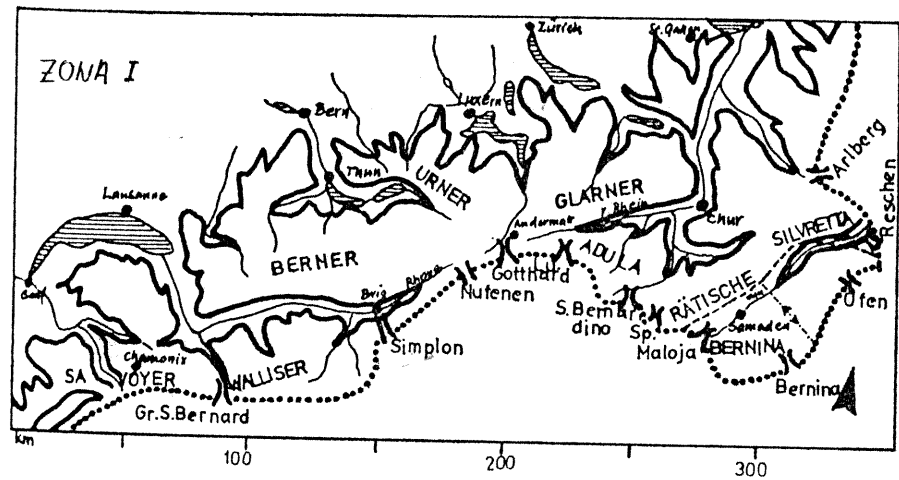 Zürich
St. Gallen
ZONA I
Bern
Luzern
Arlberg
Thun
URNER
GLARNER
Reschen
Lausanne
Rhein
Chur
Andermatt
SILVRETTA
ADULA
BERNER
Gotthard
Rhone
Brig
Nufenen
RÄTISCHE
Ofen
S. Bernar
dino
Sp.
Samaden
Simplon
Maloja
BERNINA
Chamonix
SAVOYER
WALLISER
Bernina
Gr.S.Bernard
km
100
200
300